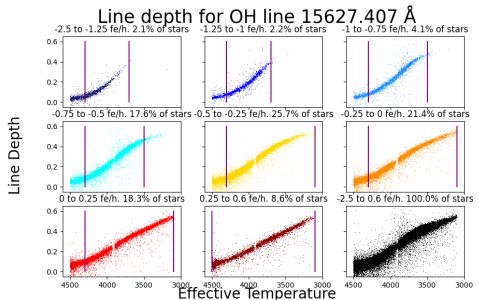 Line depth for OH line 15627.407 Å
-2.5 to -1.25 fe/h. 2.1% of stars
-1.25 to -1 fe/h. 2.2% of stars
-1 to -0.75 fe/h. 4.1% of stars
0.6
0.4
0.2
0.0
-0.75 to -0.5 fe/h. 17.6% of stars
-0.5 to -0.25 fe/h. 25.7% of stars
-0.25 to 0 fe/h. 21.4% of stars
0.6
0.4
0.2
0.0
Line Depth
0 to 0.25 fe/h. 18.3% of stars
0.25 to 0.6 fe/h. 8.6% of stars
-2.5 to 0.6 fe/h. 100.0% of stars
0.6
0.4
0.2
0.0
4500 4000 3500 3000
4500 4000 3500 3000
4500 4000 3500 3000
Effective Temperature